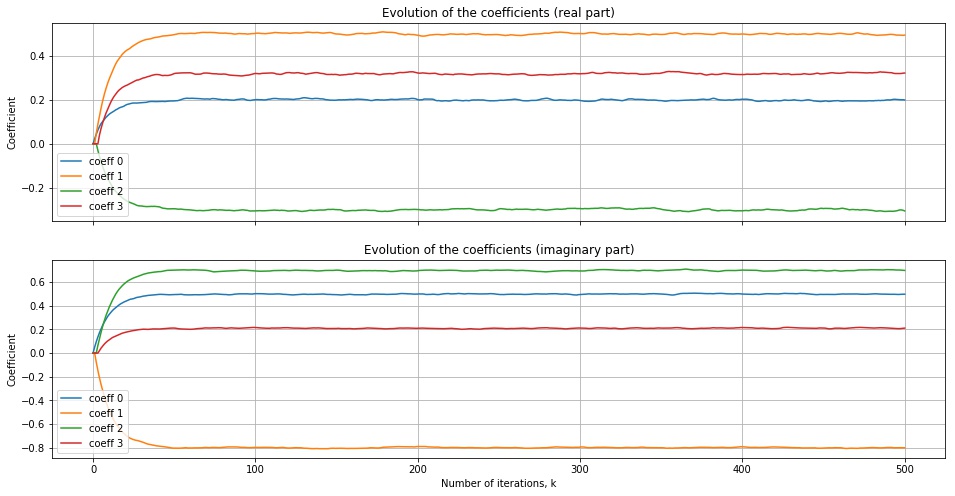 Evolution of the coefficients (real part)
Coefficient
0.4
0.2
0.0
−0.2
coeff 0
coeff 1
coeff 2
coeff 3
Evolution of the coefficients (imaginary part)
Coefficient
0.6
0.4
0.2
0.0
−0.2
−0.4
−0.6
−0.8
coeff 0
coeff 1
coeff 2
coeff 3
0 100 200 300 400 500
Number of iterations, k